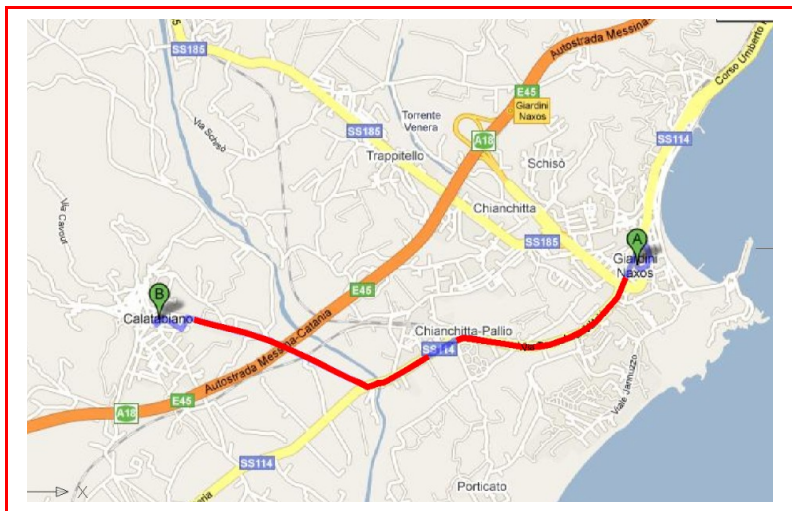 SS185
Autostrada Messina
Corso Umberto
E45
Giardini
Naxos
Via Schisò
Torrente
Venera
SS114
SS185
A18
Trappitello
Schisò
Chianchitta
Via Cavour
SS185
A
Giardini
Naxos
E45
B
Calatabiano
Chianchitta-Pallio
SS114
Autostrada Messina-Catania
Viale Jannuzzo
E45
A18
SS114
Porticato
X